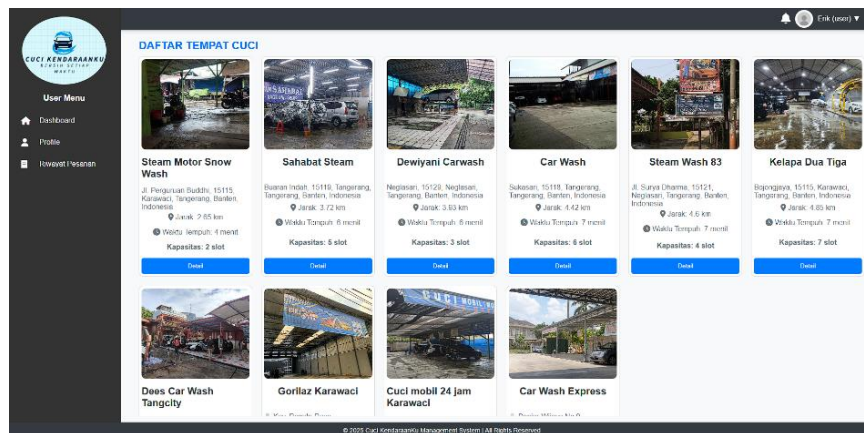 Erik (user) ▼
CUCI KENDARAANKU
BERSIH SETIAP
WAKTU
User Menu
Dashboard
Profile
Riwayat Pesanan
DAFTAR TEMPAT CUCI
Steam Motor Snow
Wash
Jl. Perguruan Buddhi, 15115,
Karawaci, Tangerang, Banten,
Indonesia
Jarak: 2.65 km
Waktu Tempuh: 4 menit
Kapasitas: 2 slot
Detail
Sahabat Steam
Buaran Indah, 15119, Tangerang,
Tangerang, Banten, Indonesia
Jarak: 3.72 km
Waktu Tempuh: 6 menit
Kapasitas: 5 slot
Detail
Dewiyani Carwash
Neglasari, 15129, Neglasari,
Tangerang, Banten, Indonesia
Jarak: 3.93 km
Waktu Tempuh: 6 menit
Kapasitas: 3 slot
Detail
Car Wash
Sukasari, 15118, Tangerang,
Tangerang, Banten, Indonesia
Jarak: 4.42 km
Waktu Tempuh: 7 menit
Kapasitas: 6 slot
Detail
Steam Wash 83
Jl. Surya Dharma, 15121,
Neglasari, Tangerang, Banten,
Indonesia
Jarak: 4.6 km
Waktu Tempuh: 7 menit
Kapasitas: 4 slot
Detail
Kelapa Dua Tiga
Bojongjaya, 15115, Karawaci,
Tangerang, Banten, Indonesia
Jarak: 4.85 km
Waktu Tempuh: 7 menit
Kapasitas: 7 slot
Detail
Dees Car Wash
Tangcity
Gorilaz Karawaci
Cuci mobil 24 jam
Karawaci
CUCI MOBIL
Car Wash Express
© 2025 Cuci KendaraanKu Management System | All Rights Reserved